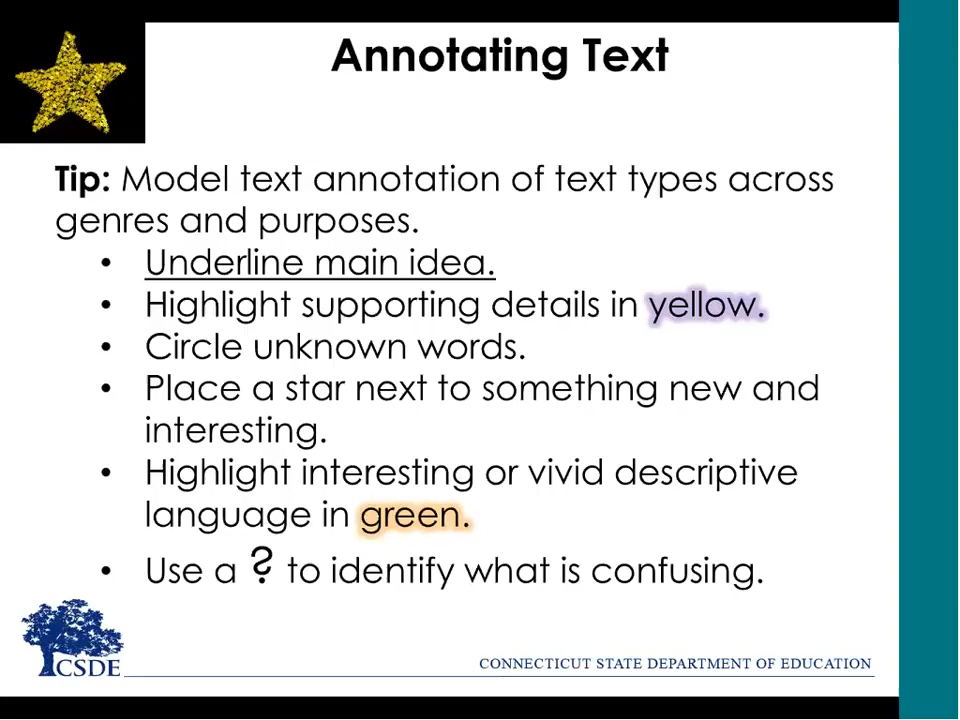 Annotating Text
Tip: Model text annotation of text types across
genres and purposes.
• Underline main idea.
• Highlight supporting details in yellow.
• Circle unknown words.
• Place a star next to something new and
interesting.
• Highlight interesting or vivid descriptive
language in green.
• Use a ? to identify what is confusing.
CSDE
CONNECTICUT STATE DEPARTMENT OF EDUCATION